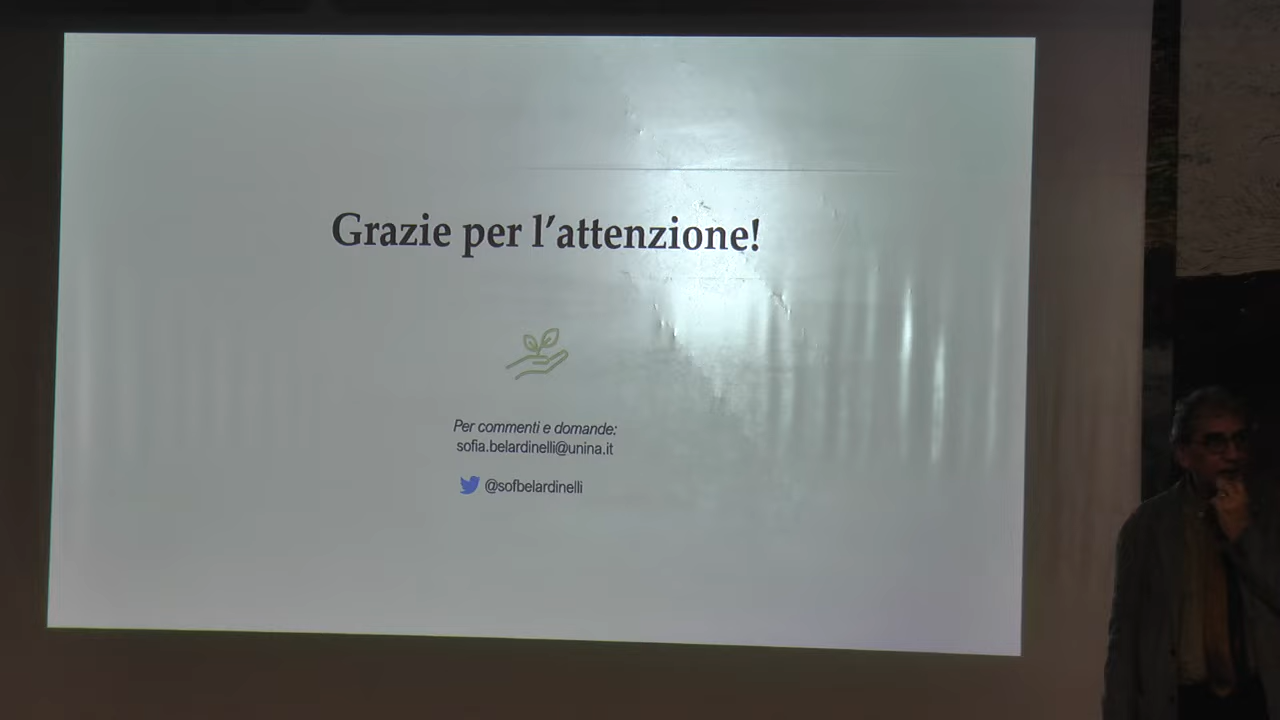 Grazie per l’attenzione!
Per commenti e domande:
sofia.belardinelli@unina.it
@sofbelardinelli